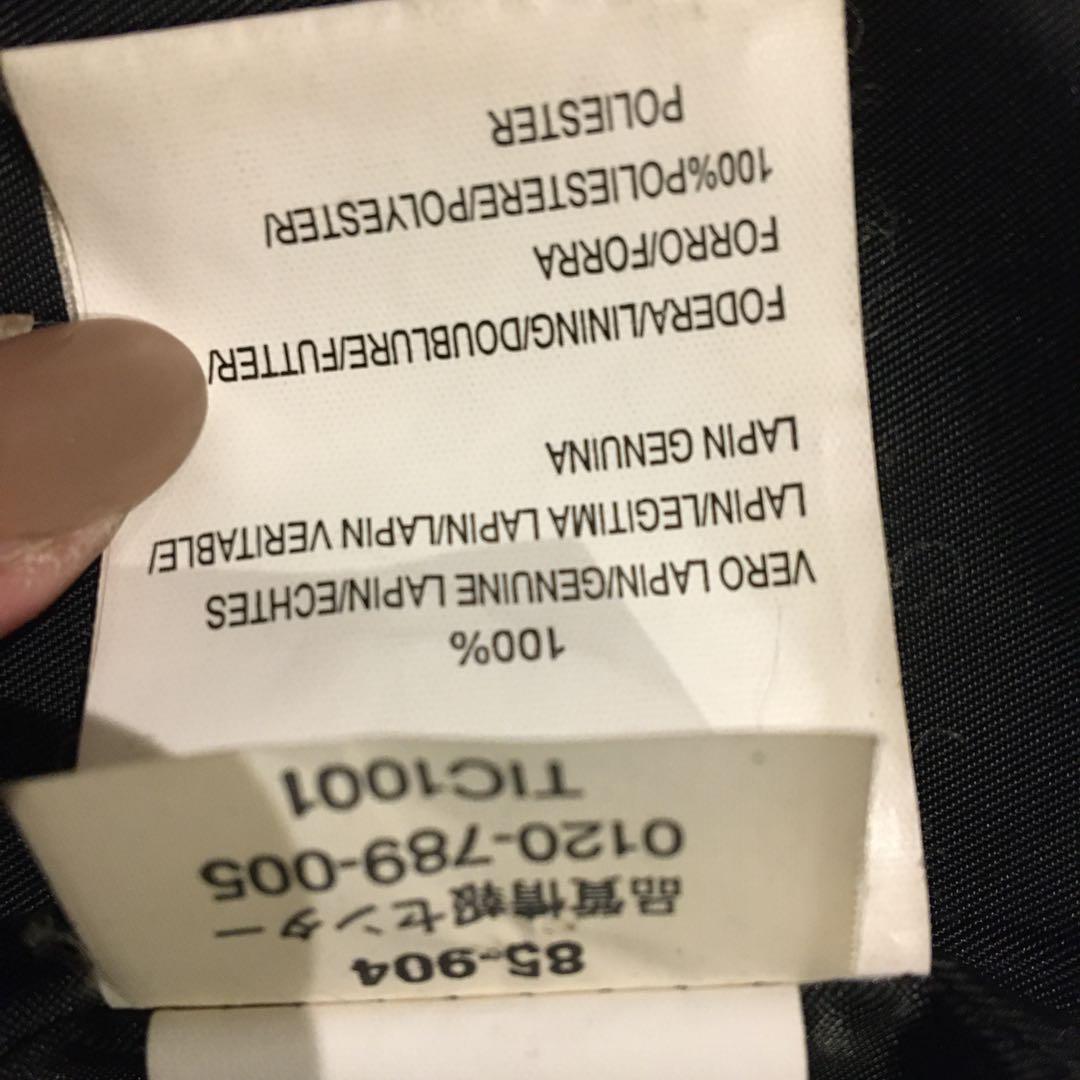 85-904
品質情報センター
0120-789-005
TIC1001
100%
VERO LAPIN/GENUINE LAPIN/ECHTES
LAPIN/LEGITIMA LAPIN/LAPIN VERITABLE/
LAPIN GENUINA
FODERA/LINING/DOUBLURE/FUTTER/
FORRO/FORRA
100%POLIESTERE/POLYESTER/
POLIESTER